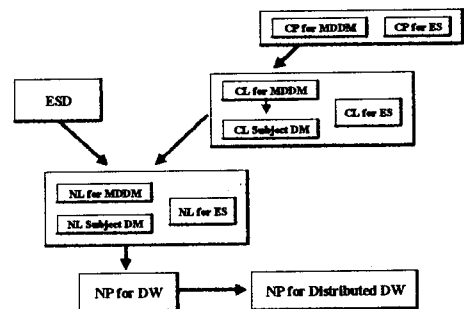 CP for MDDM
CP for ES
CL for MDDM
ESD
CL for ES
CL Subject DM
NL for MDDM
NL for ES
NL Subject DM
NP for DW
NP for Distributed DW